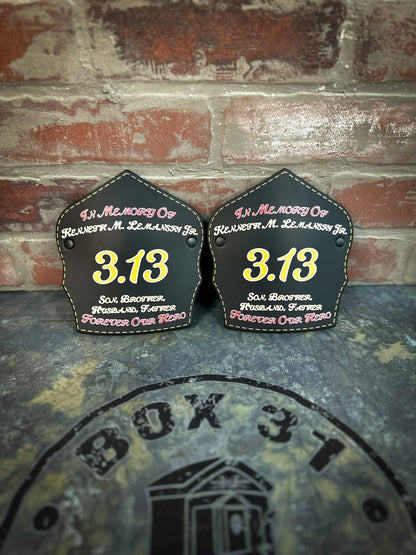 In Memory Of
Kenneth M. Lemanski Jr.
3.13
Son, Brother,
Husband, Father
Forever Our Hero
In Memory Of
Kenneth M. Lemanski Jr.
3.13
Son, Brother,
Husband, Father
Forever Our Hero
BOX 31